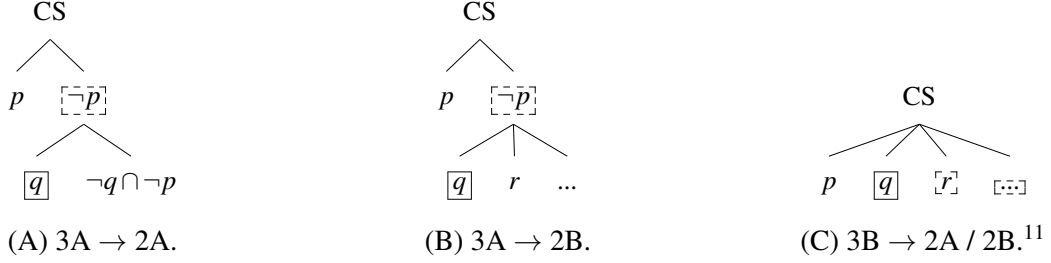 CS
CS
p ¬p
p ¬p
CS
q ¬q∩¬p
q r ...
p q r ...
(A) 3A → 2A.
(B) 3A → 2B.
(C) 3B → 2A / 2B.¹¹